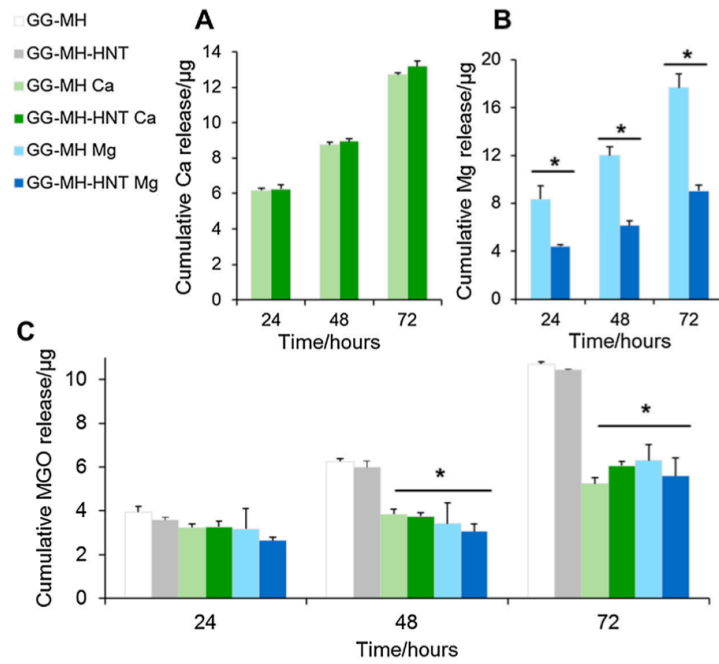 GG-MH
GG-MH-HNT
GG-MH Ca
GG-MH-HNT Ca
GG-MH Mg
GG-MH-HNT Mg
A
Cumulative Ca release/µg
14
12
10
8
6
4
2
0
24 48 72
Time/hours
B
Cumulative Mg release/µg
20
16
12
8
4
0
* * *
24 48 72
Time/hours
C
Cumulative MGO release/µg
10
8
6
4
2
0
* *
24 48 72
Time/hours